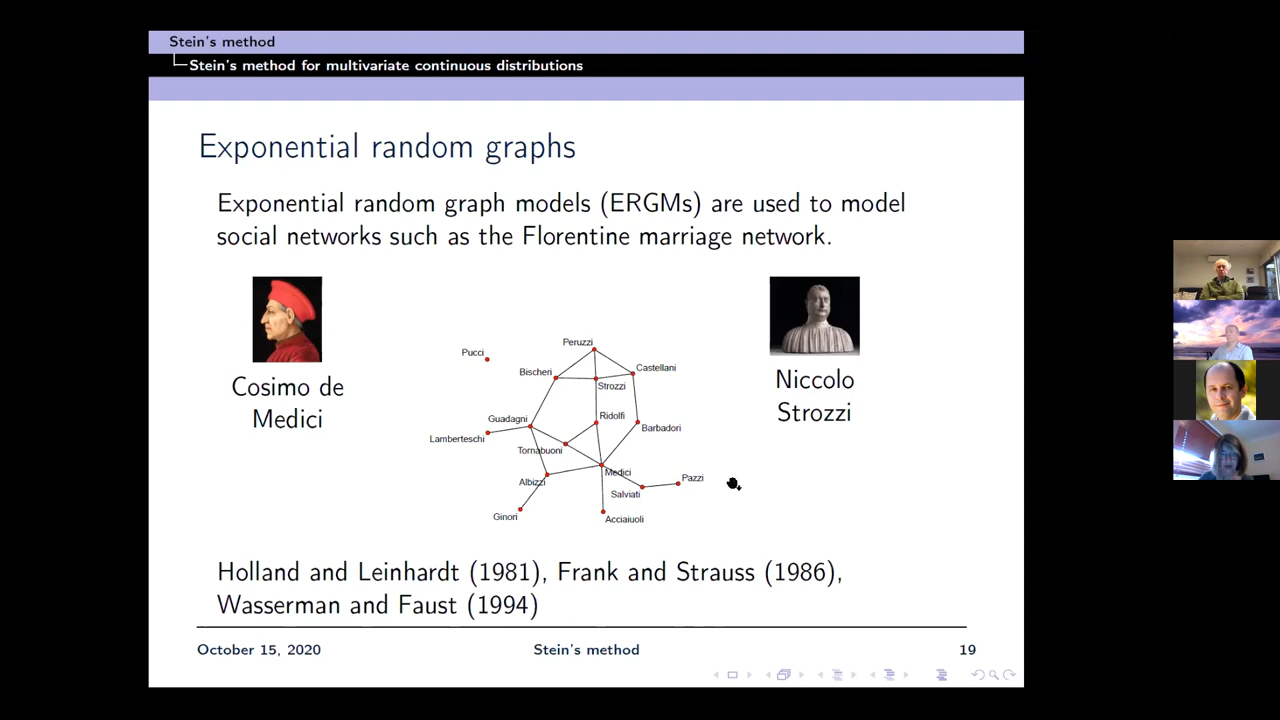 Stein's method
Stein's method for multivariate continuous distributions
Exponential random graphs
Exponential random graph models (ERGMs) are used to model
social networks such as the Florentine marriage network.
Cosimo de
Medici
Niccolo
Strozzi
Peruzzi
Pucci
Castellani
Bischeri
Strozzi
Ridolfi
Guadagni
Barbadori
Lamberteschi
Tornabuoni
Medici
Pazzi
Albizzi
Salviati
Ginori
Acciaiuoli
Holland and Leinhardt (1981), Frank and Strauss (1986),
Wasserman and Faust (1994)
October 15, 2020
Stein's method
19